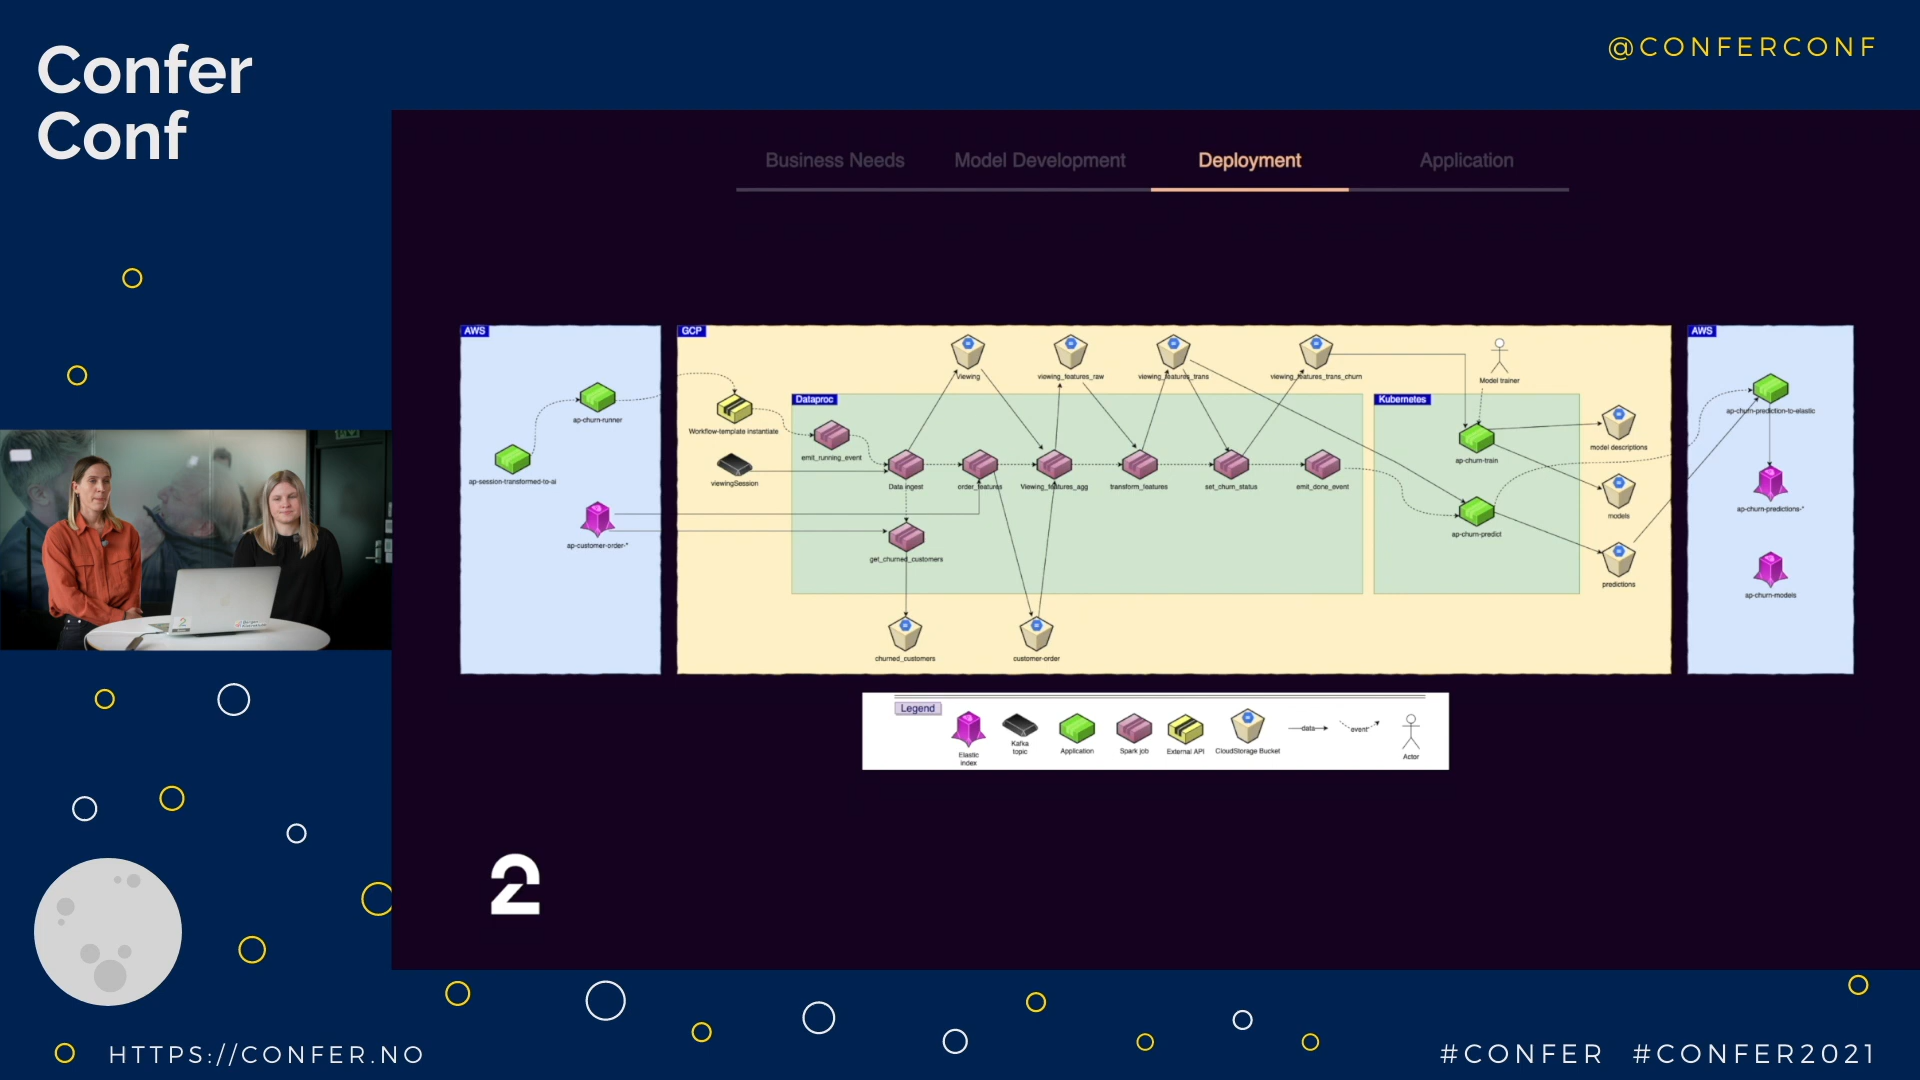 Confer
Conf
@CONFERCONF
Business Needs
Model Development
Deployment
Application
AWS
ap-churn-runner
ap-session-transformed-to-ai
ap-customer-order-*
GCP
Viewing
viewing_features_raw
viewing_features_trans
viewing_features_trans_churn
Model trainer
Workflow-template instantiate
viewingSession
Dataproc
emit_running_event
Data ingest
order_features
Viewing_features_agg
transform_features
set_churn_status
emit_done_event
get_churned_customers
churned_customers
customer-order
Kubernetes
ap-churn-train
ap-churn-predict
model descriptions
models
predictions
AWS
ap-churn-prediction-to-elastic
ap-churn-predictions-*
ap-churn-models
Legend
Elastic
index
Kafka
topic
Application
Spark job
External API
CloudStorage Bucket
data
event
Actor
2
HTTPS://CONFER.NO
#CONFER #CONFER2021